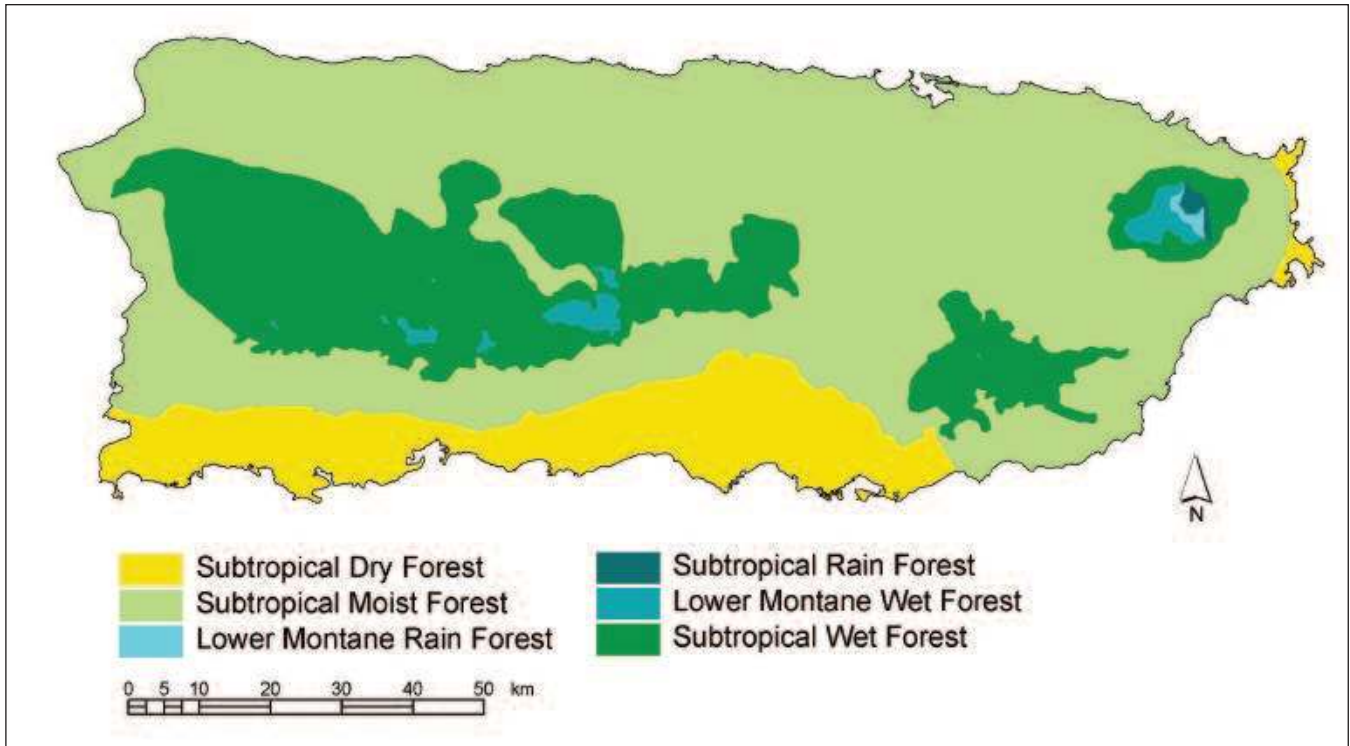 N
Subtropical Dry Forest
Subtropical Moist Forest
Lower Montane Rain Forest
Subtropical Rain Forest
Lower Montane Wet Forest
Subtropical Wet Forest
0 5 10 20 30 40 50 km